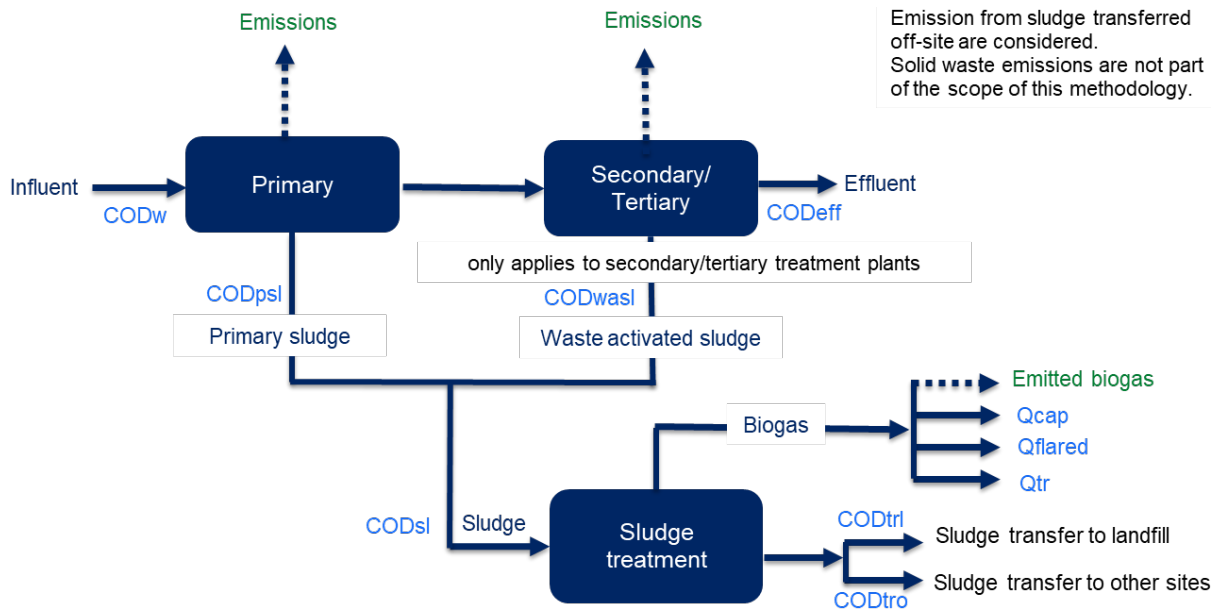 Emissions
Emissions
Emission from sludge transferred
off-site are considered.
Solid waste emissions are not part
of the scope of this methodology.
Influent
CODw
Primary
Secondary/
Tertiary
CODeff
Effluent
only applies to secondary/tertiary treatment plants
CODpsl
CODwasl
Primary sludge
Waste activated sludge
Biogas
Emitted biogas
Qcap
Qflared
Qtr
CODsl
Sludge
Sludge
treatment
CODtrl
Sludge transfer to landfill
Sludge transfer to other sites
CODtro